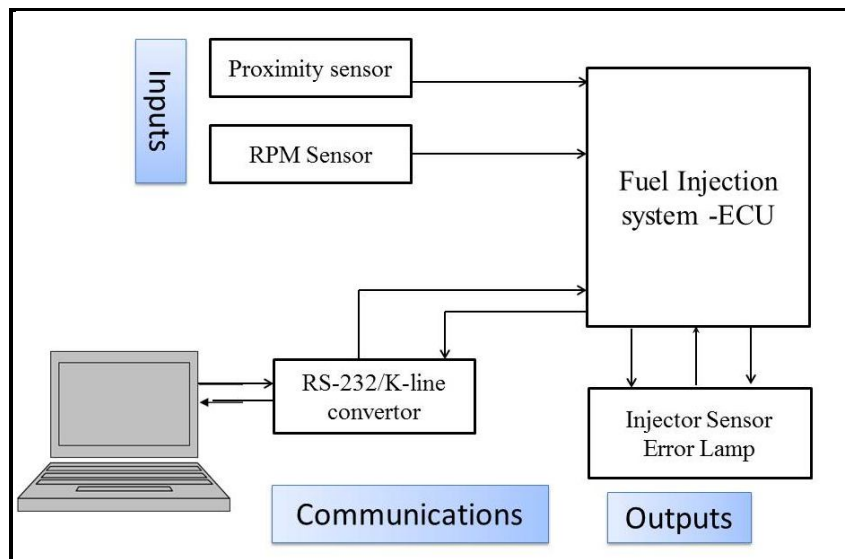 Inputs
Proximity sensor
RPM Sensor
Fuel Injection
system -ECU
RS-232/K-line
convertor
Injector Sensor
Error Lamp
Communications
Outputs